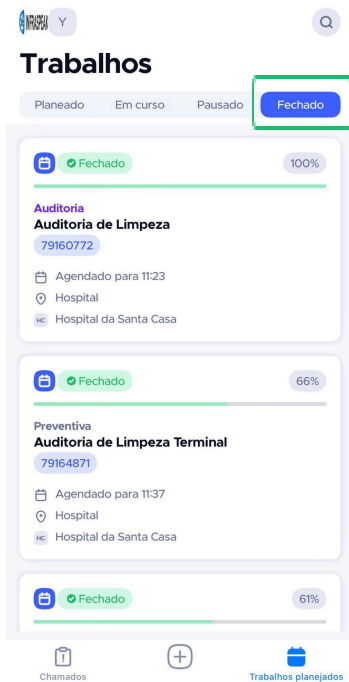 INFRASPEAK
Y
Trabalhos
Planeado Em curso Pausado Fechado
Fechado 100%
Auditoria
Auditoria de Limpeza
79160772
Agendado para 11:23
Hospital
HC Hospital da Santa Casa
Fechado 66%
Preventiva
Auditoria de Limpeza Terminal
79164871
Agendado para 11:37
Hospital
HC Hospital da Santa Casa
Fechado 61%
Chamados Trabalhos planejados